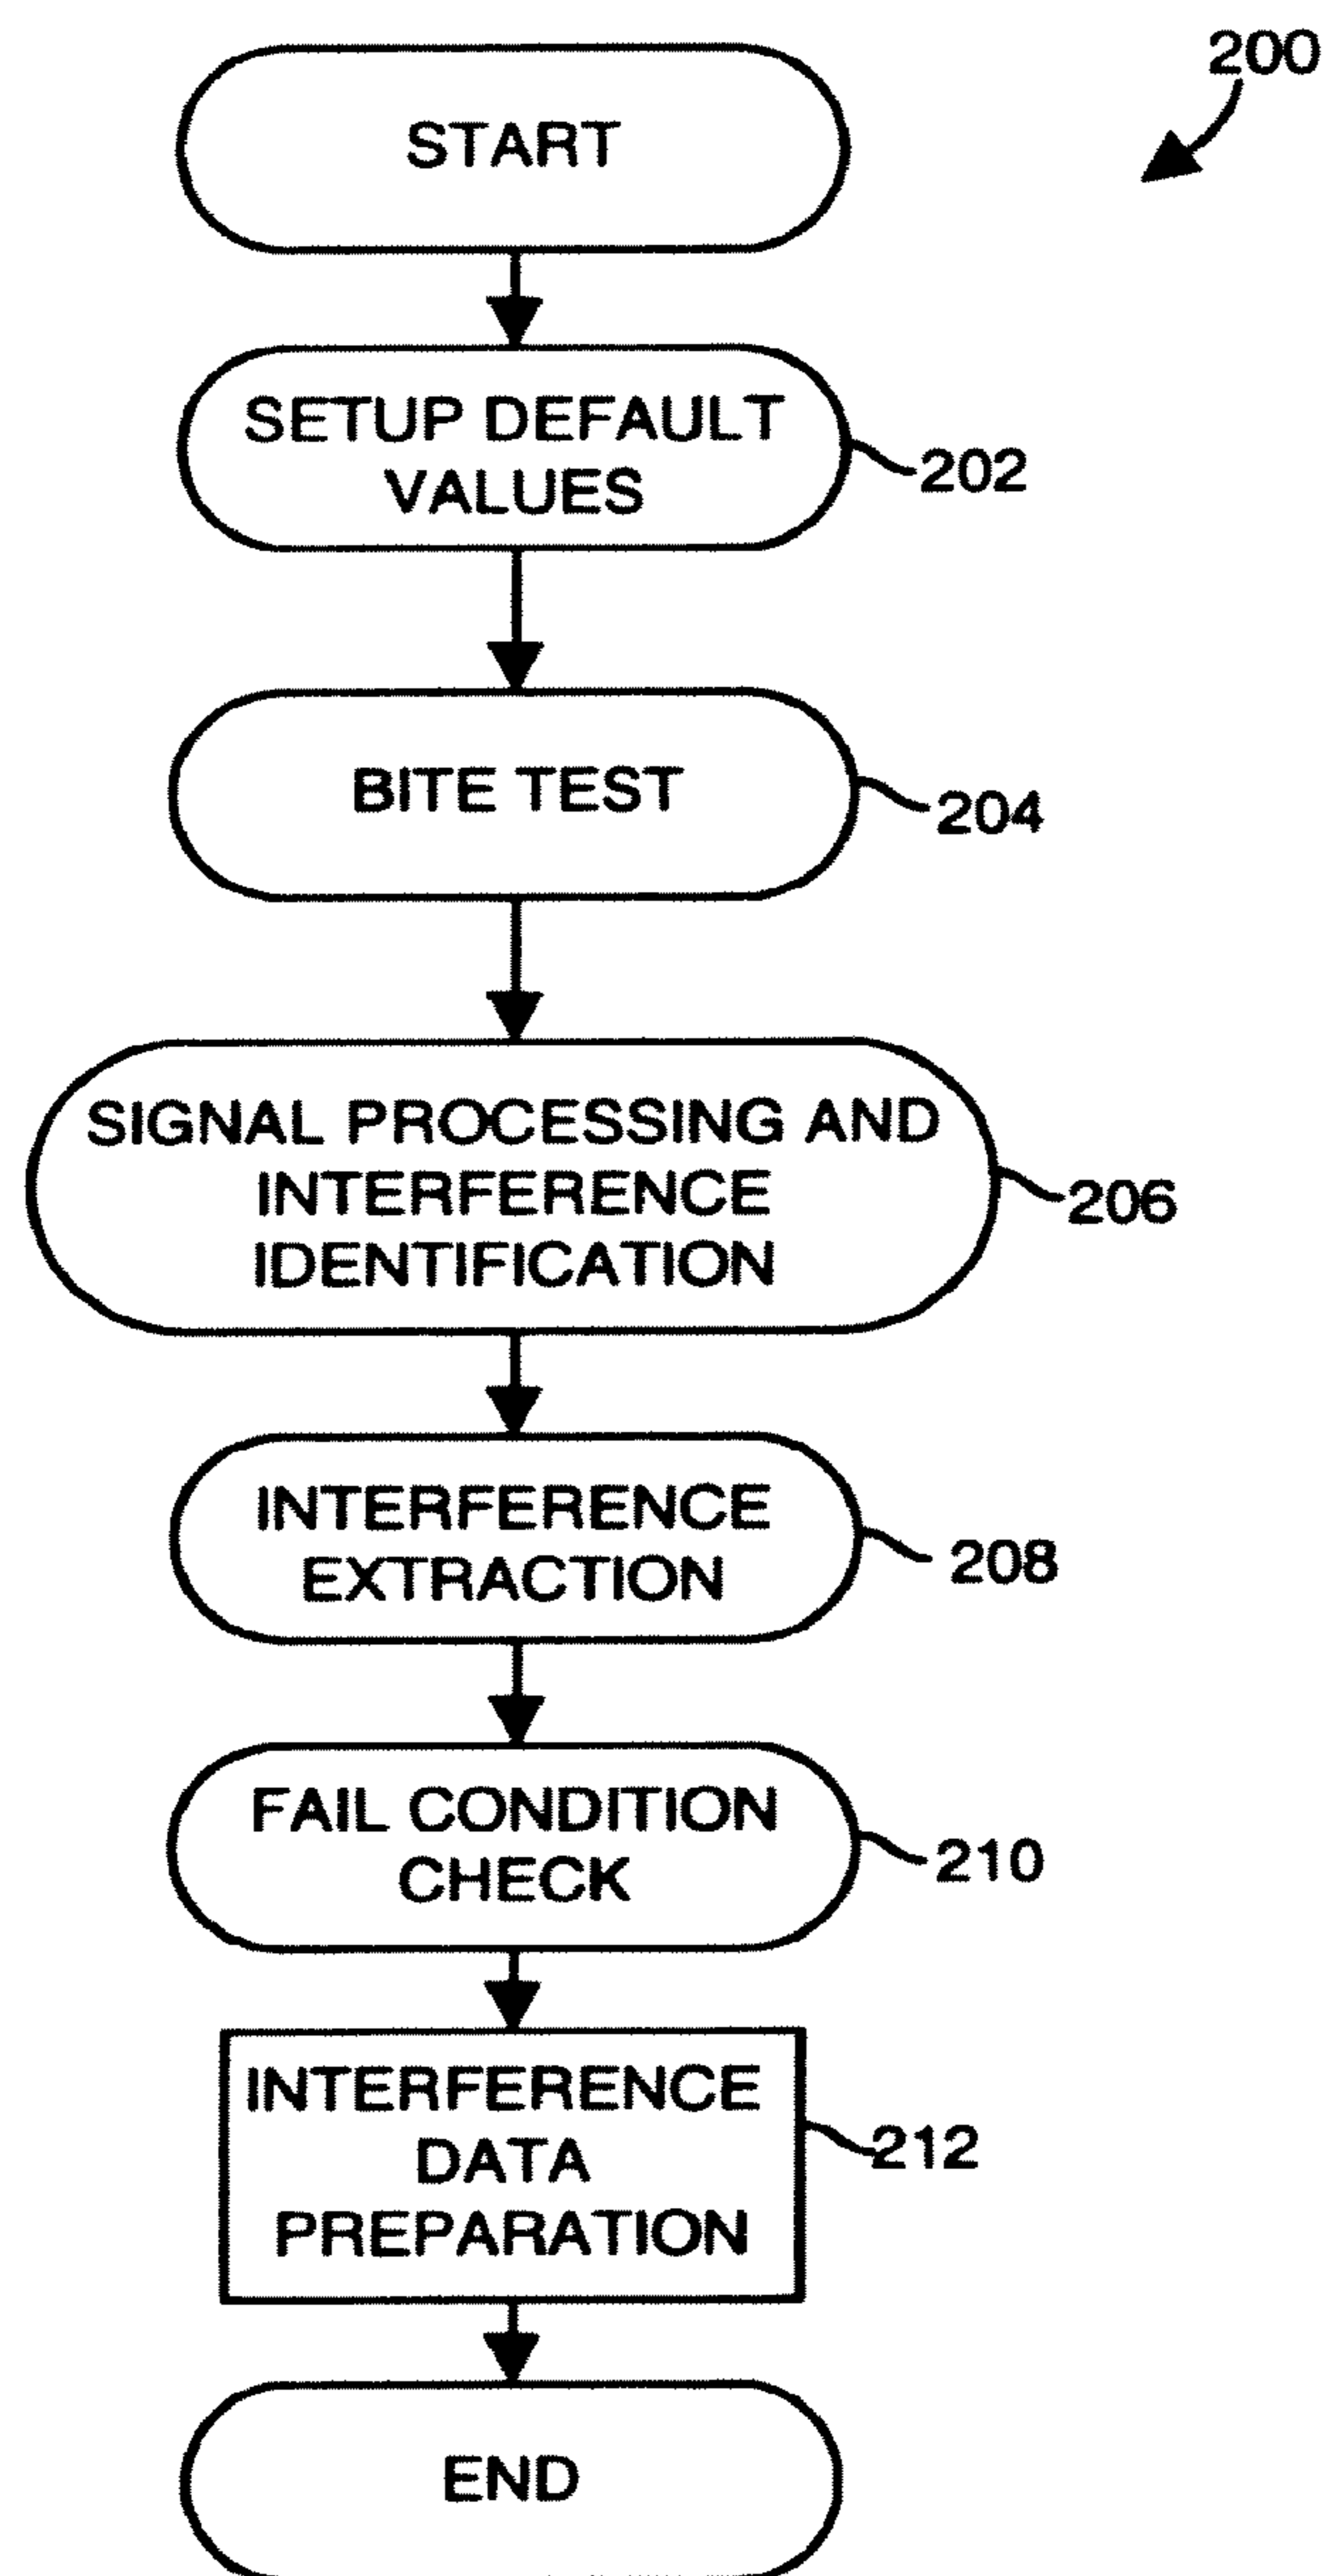 200
START
SETUP DEFAULT
VALUES
202
BITE TEST
204
SIGNAL PROCESSING AND
INTERFERENCE
IDENTIFICATION
206
INTERFERENCE
EXTRACTION
208
FAIL CONDITION
CHECK
210
INTERFERENCE
DATA
PREPARATION
212
END